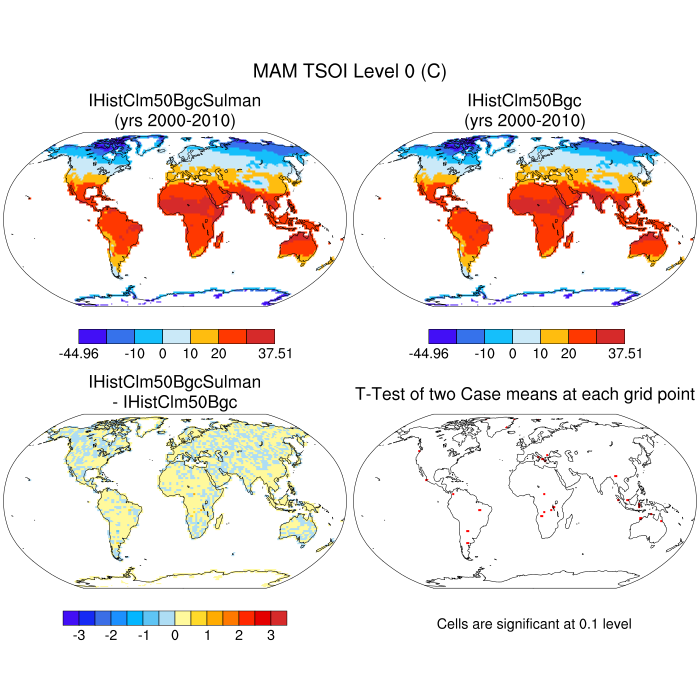 MAM TSOI Level 0 (C)
IHistClm50BgcSulman
(yrs 2000-2010)
IHistClm50Bgc
(yrs 2000-2010)
-44.96 -10 0 10 20 37.51
-44.96 -10 0 10 20 37.51
IHistClm50BgcSulman
- IHistClm50Bgc
T-Test of two Case means at each grid point
-3 -2 -1 0 1 2 3
Cells are significant at 0.1 level